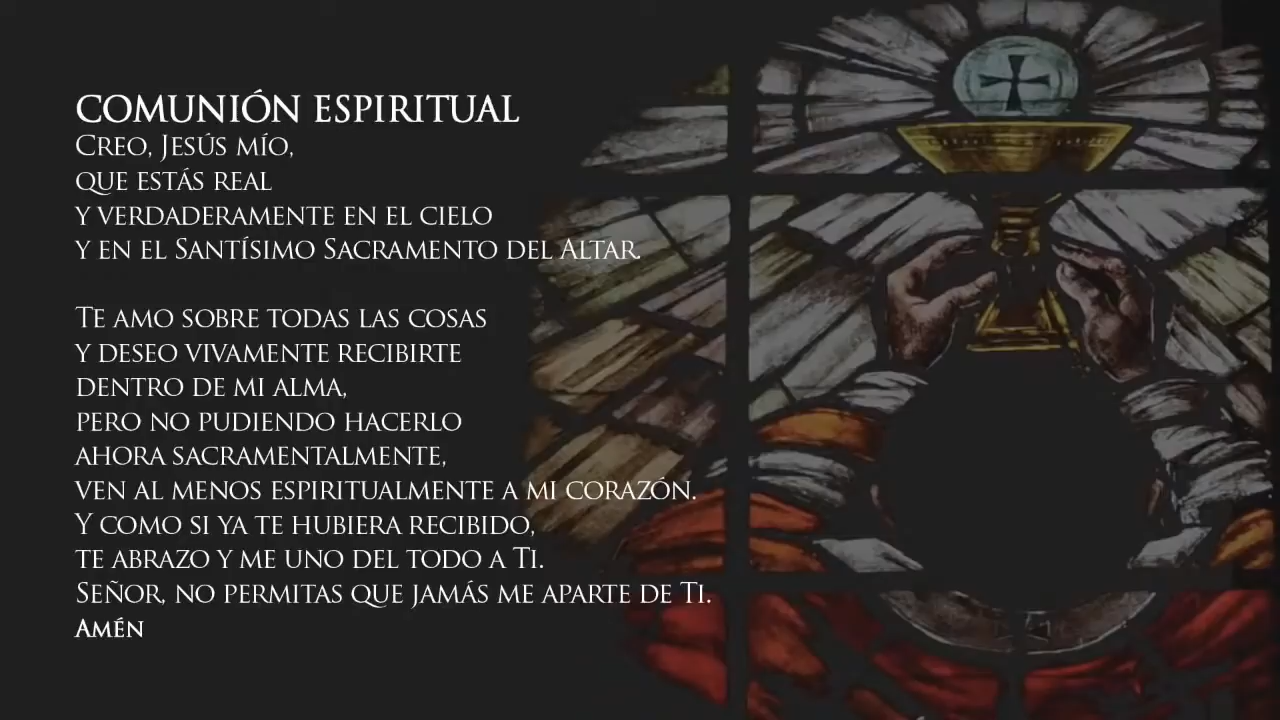 COMUNIÓN ESPIRITUAL
CREO, JESÚS MÍO,
QUE ESTÁS REAL
Y VERDADERAMENTE EN EL CIELO
Y EN EL SANTÍSIMO SACRAMENTO DEL ALTAR.
TE AMO SOBRE TODAS LAS COSAS
Y DESEO VIVAMENTE RECIBIRTE
DENTRO DE MI ALMA,
PERO NO PUDIENDO HACERLO
AHORA SACRAMENTALMENTE,
VEN AL MENOS ESPIRITUALMENTE A MI CORAZÓN.
Y COMO SI YA TE HUBIERA RECIBIDO,
TE ABRAZO Y ME UNO DEL TODO A TI.
SEÑOR, NO PERMITAS QUE JAMÁS ME APARTE DE TI.
AMÉN